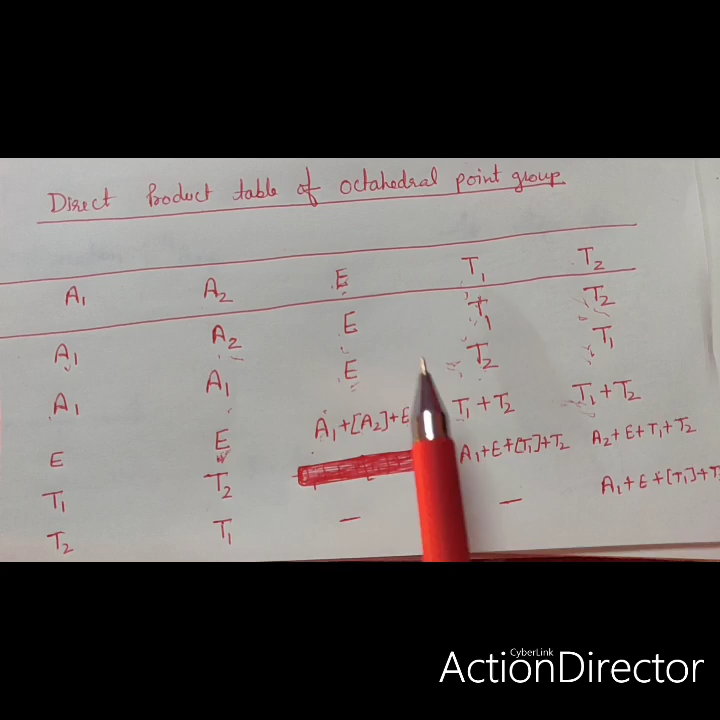 Direct Product table of octahedral point group
A₁ A₂ E T₁ T₂
A₁ A₂ E T₁ T₂
A₁ A₁ E T₂ T₁
E E A₁+[A₂]+E T₁+T₂ T₁+T₂
T₁ T₂ A₁+E+[T₁]+T₂ A₂+E+T₁+T₂
T₂ T₁ — — A₁+E+[T₁]+T
CyberLink
ActionDirector